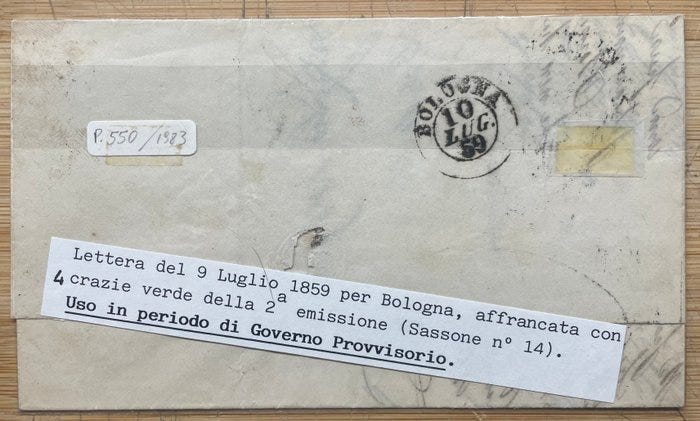 BOLOGNA
10
LUG.
59
P. 550/1983
Lettera del 9 Luglio 1859 per Bologna, affrancata con
4 crazie verde della 2ª emissione (Sassone n° 14).
Uso in periodo di Governo Provvisorio.